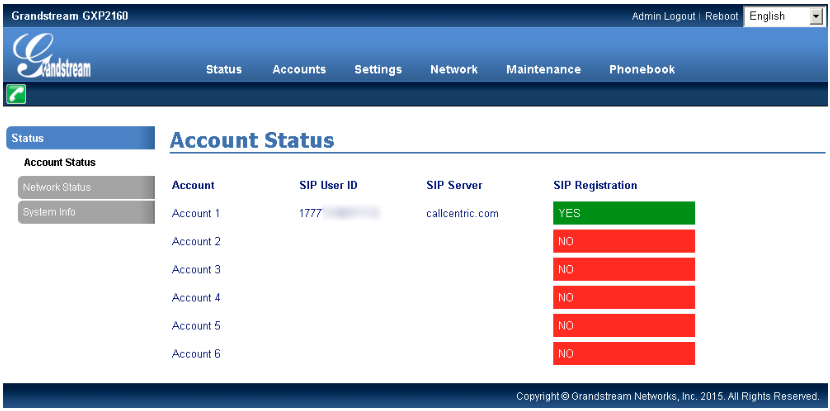 Grandstream GXP2160 Admin Logout | Reboot English
Grandstream Status Accounts Settings Network Maintenance Phonebook
Status
Account Status
Account Status
Network Status
System Info
Account SIP User ID SIP Server SIP Registration
Account 1 1777 callcentric.com YES
Account 2 NO
Account 3 NO
Account 4 NO
Account 5 NO
Account 6 NO
Copyright © Grandstream Networks, Inc. 2015. All Rights Reserved.